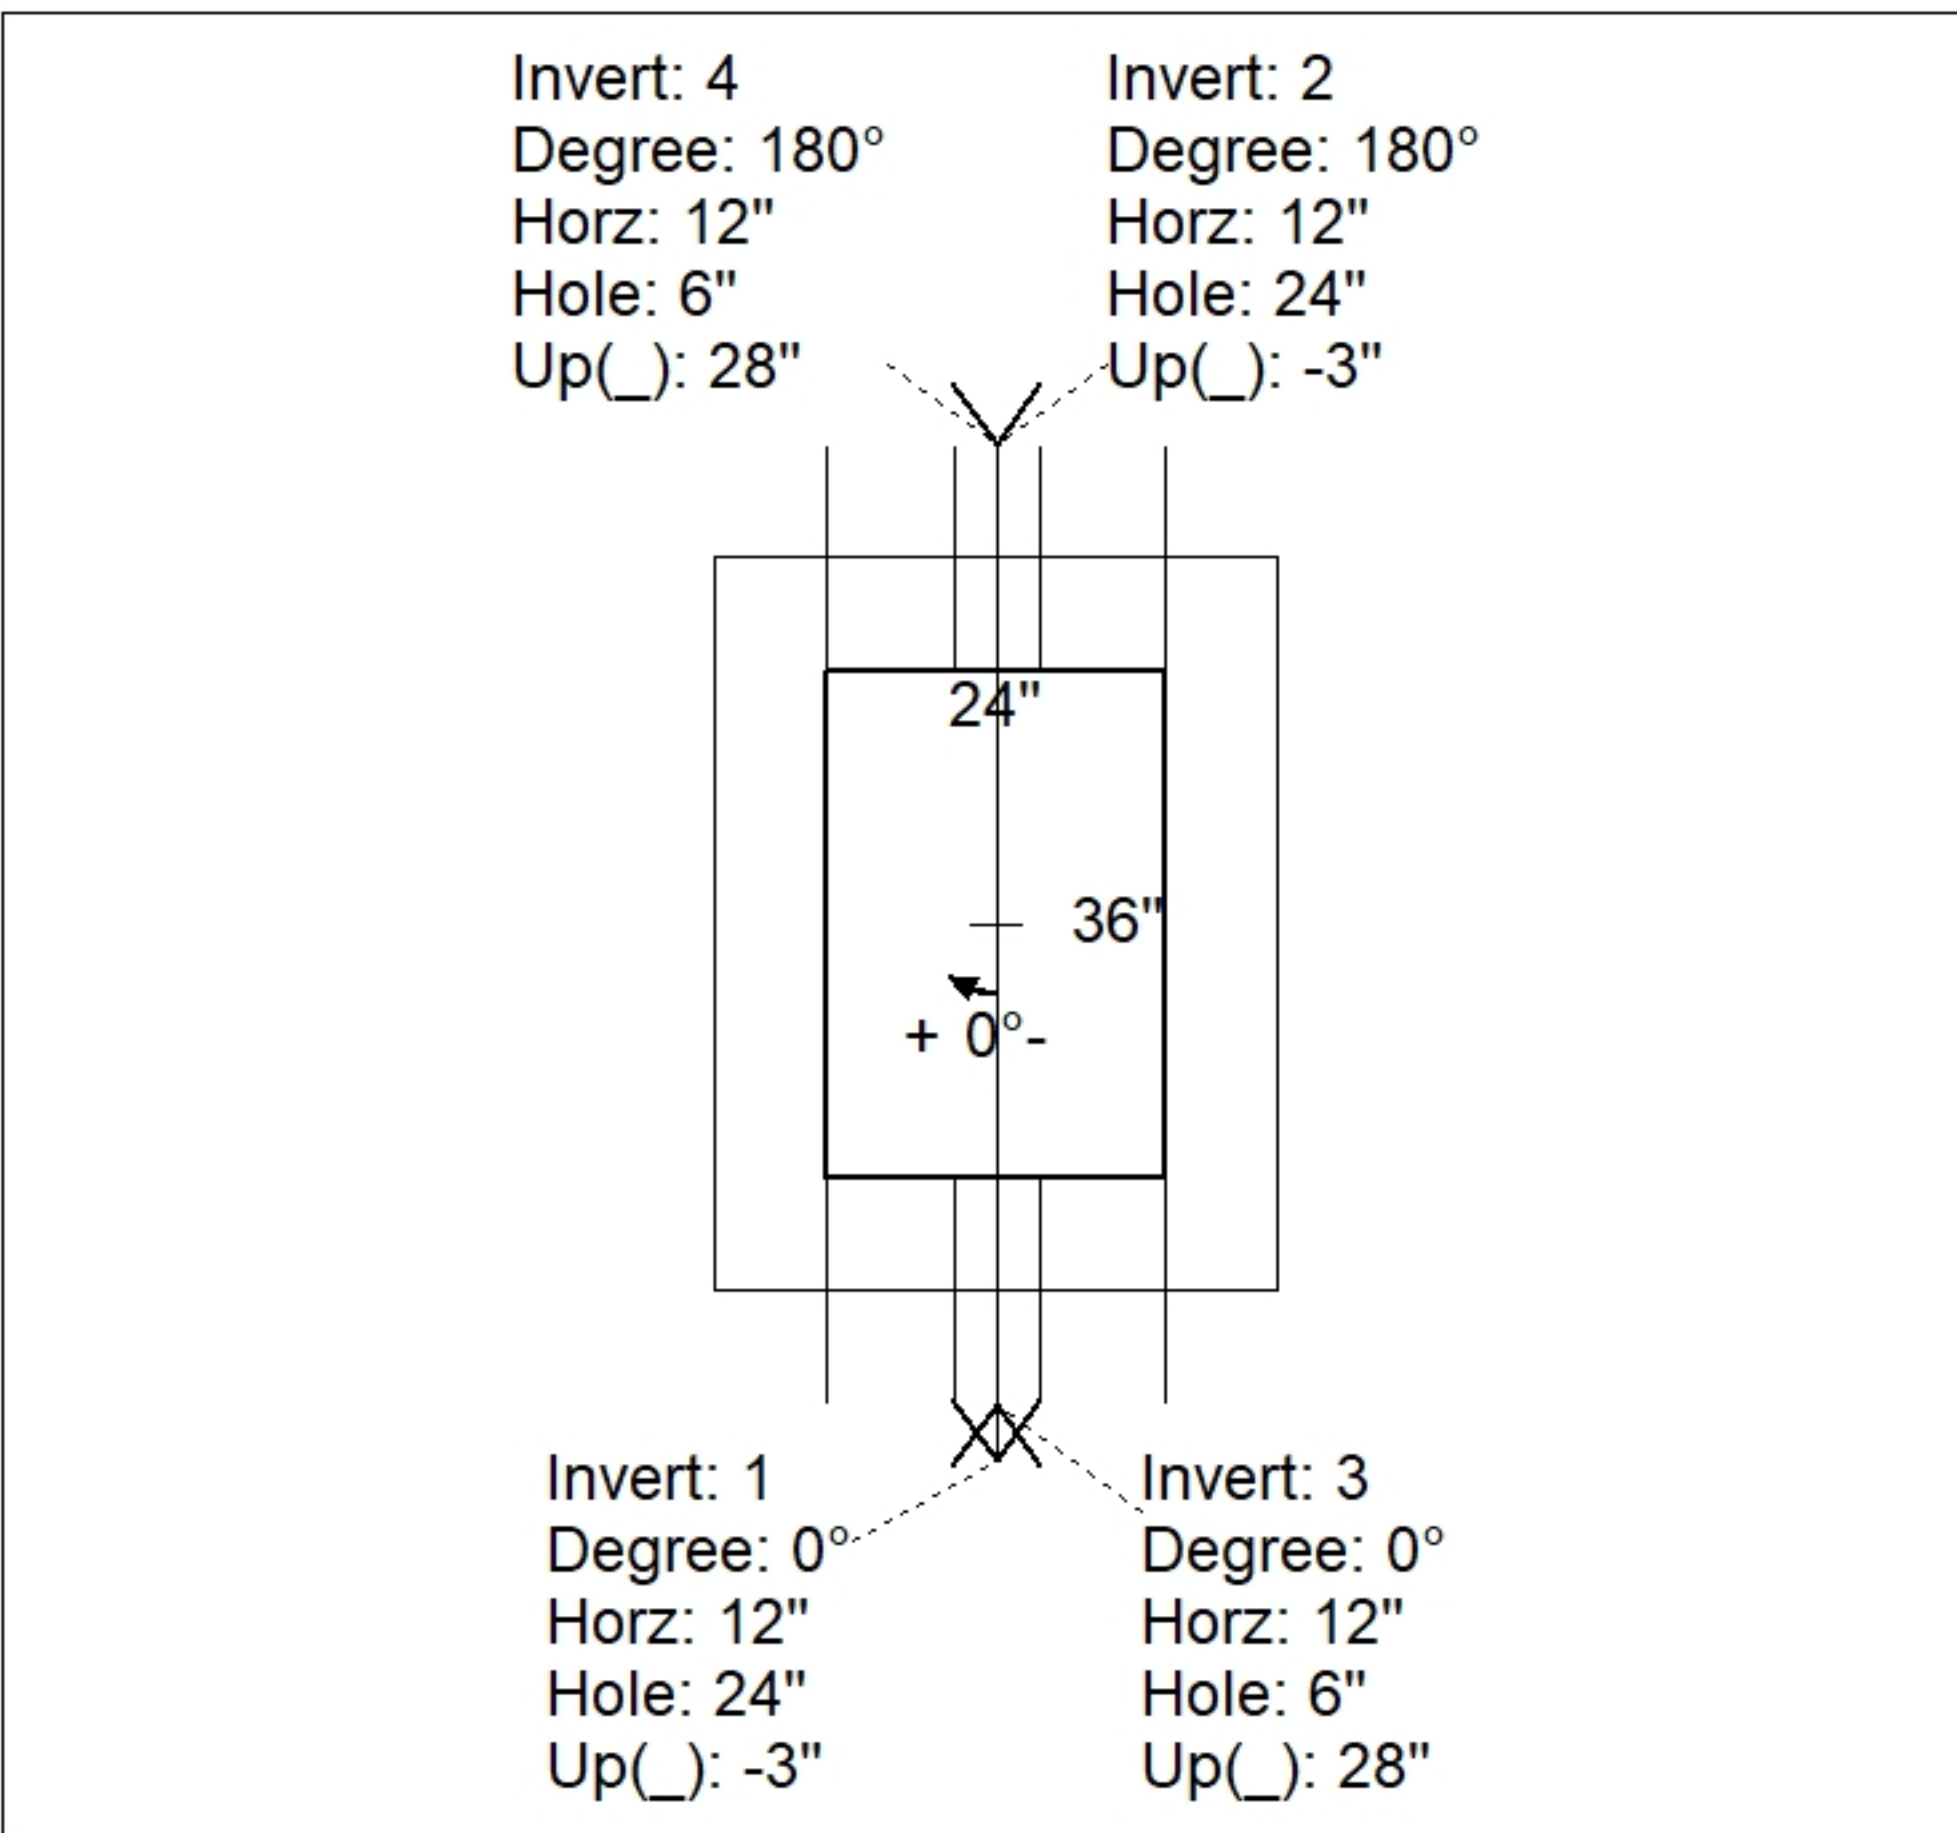 Invert: 4
Degree: 180°
Horz: 12"
Hole: 6"
Up(_): 28"
Invert: 2
Degree: 180°
Horz: 12"
Hole: 24"
Up(_): -3"
24"
36"
+ 0°-
Invert: 1
Degree: 0°
Horz: 12"
Hole: 24"
Up(_): -3"
Invert: 3
Degree: 0°
Horz: 12"
Hole: 6"
Up(_): 28"